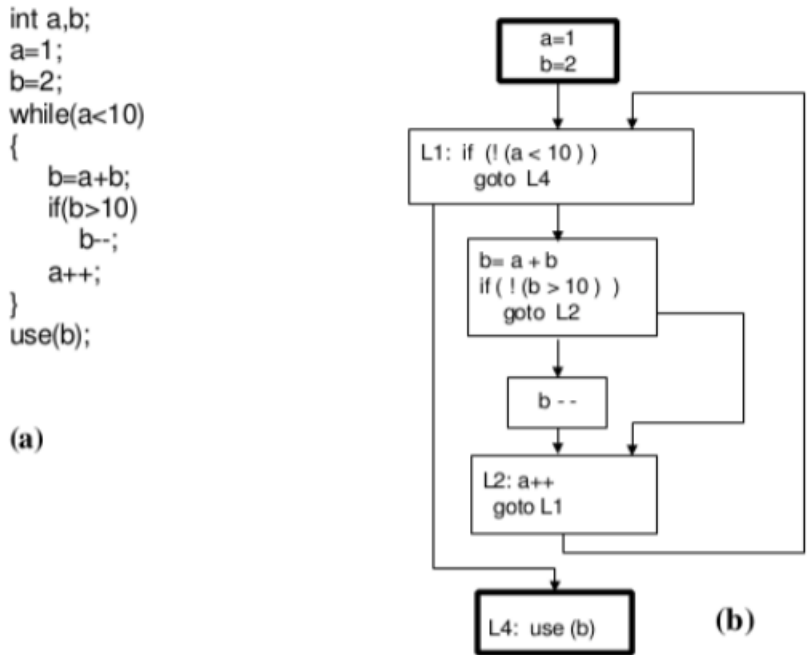 int a,b;
a=1;
b=2;
while(a<10)
{
b=a+b;
if(b>10)
b--;
a++;
}
use(b);
(a)
a=1
b=2
L1: if (! (a < 10 ) )
goto L4
b= a + b
if ( ! (b > 10 ) )
goto L2
b - -
L2: a++
goto L1
L4: use (b)
(b)